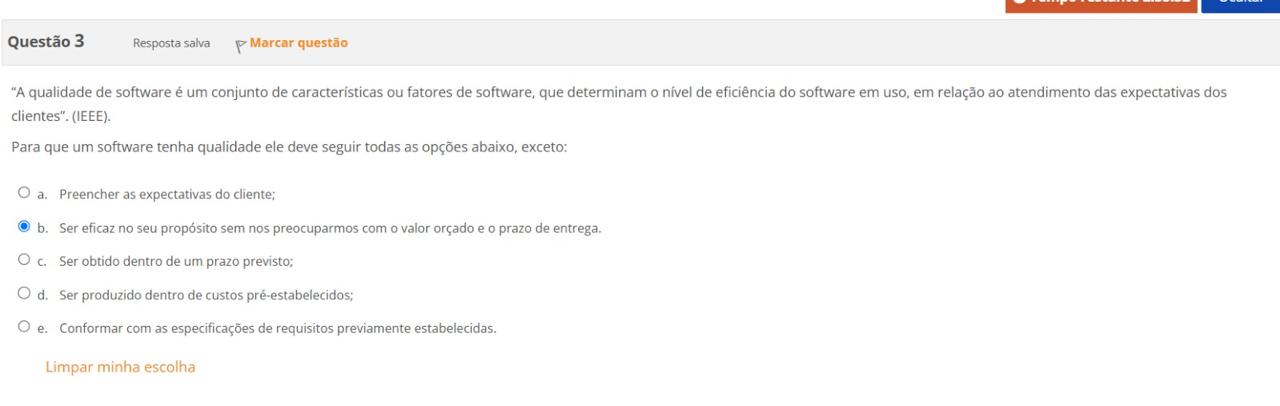 Questão 3 Resposta salva Marcar questão
“A qualidade de software é um conjunto de características ou fatores de software, que determinam o nível de eficiência do software em uso, em relação ao atendimento das expectativas dos
clientes”. (IEEE).
Para que um software tenha qualidade ele deve seguir todas as opções abaixo, exceto:
a. Preencher as expectativas do cliente;
b. Ser eficaz no seu propósito sem nos preocuparmos com o valor orçado e o prazo de entrega.
c. Ser obtido dentro de um prazo previsto;
d. Ser produzido dentro de custos pré-estabelecidos;
e. Conformar com as especificações de requisitos previamente estabelecidas.
Limpar minha escolha